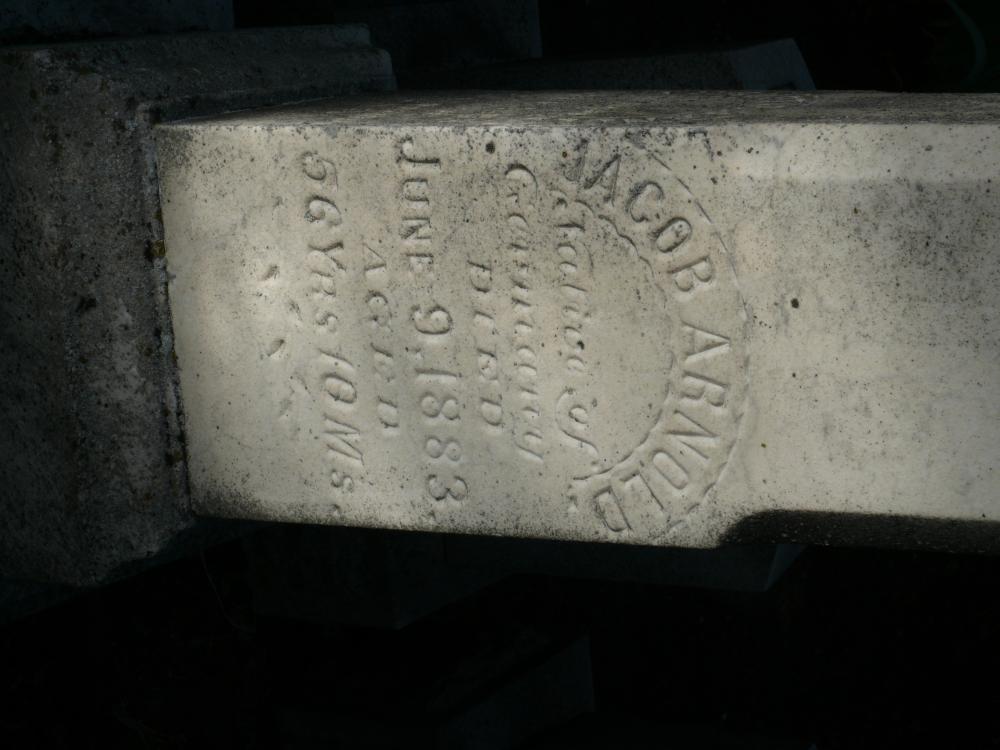 JACOB ARNOLD
Native of
Germany
DIED
JUNE 9, 1883,
AGED
56 Yrs 10 Ms.